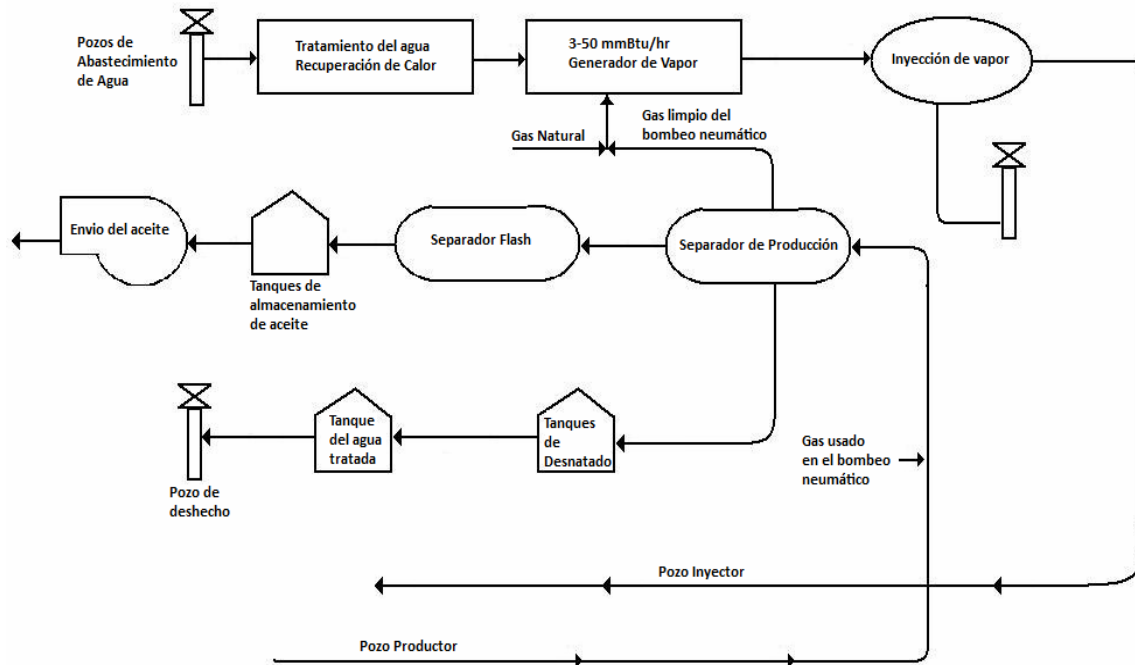 Pozos de
Abastecimiento
de Agua
Tratamiento del agua
Recuperación de Calor
3-50 mmBtu/hr
Generador de Vapor
Inyección de vapor
Gas Natural
Gas limpio del
bombeo neumático
Envio del aceite
Tanques de
almacenamiento
de aceite
Separador Flash
Separador de Producción
Pozo de
deshecho
Tanque
del agua
tratada
Tanques
de
Desnatado
Gas usado
en el bombeo
neumático
Pozo Inyector
Pozo Productor